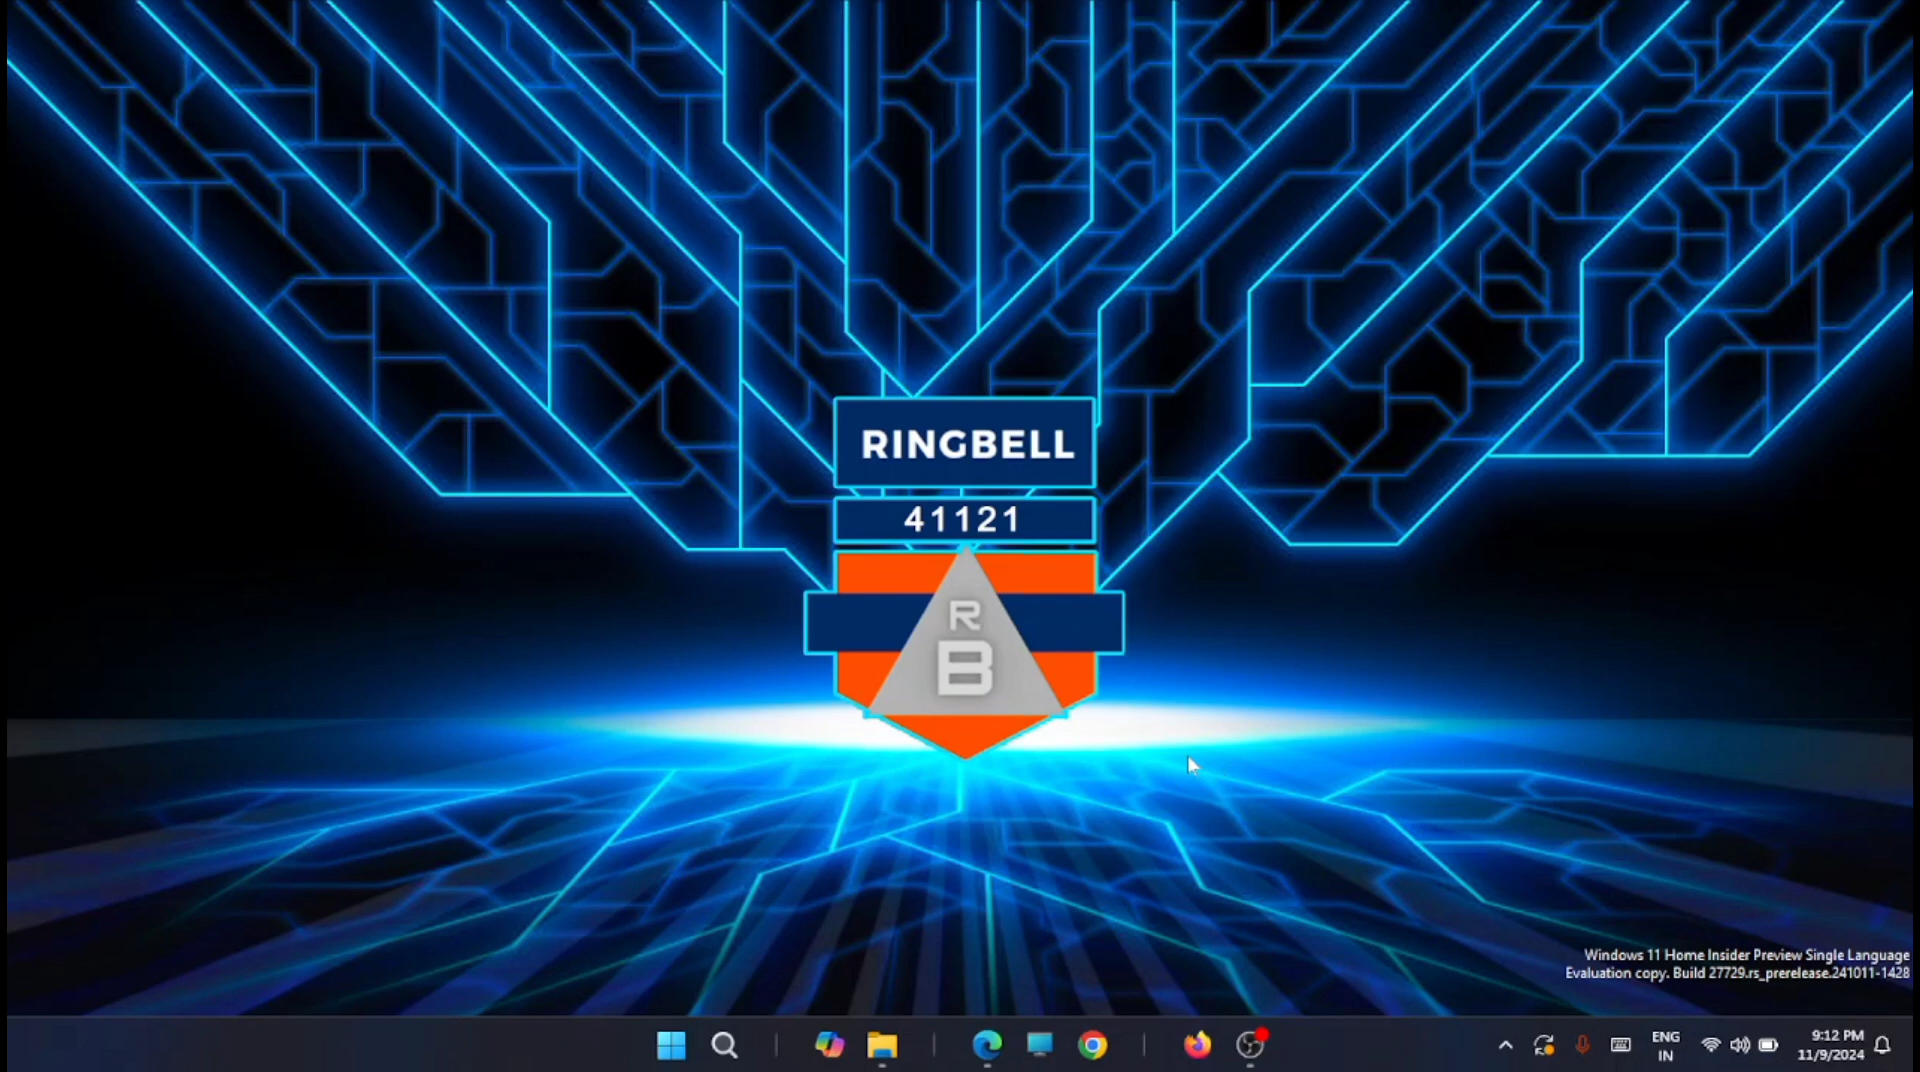 RINGBELL
41121
R
B
Windows 11 Home Insider Preview Single Language
Evaluation copy. Build 27729.rs_prerelease.241011-1428
ENG
IN
9:12 PM
11/9/2024